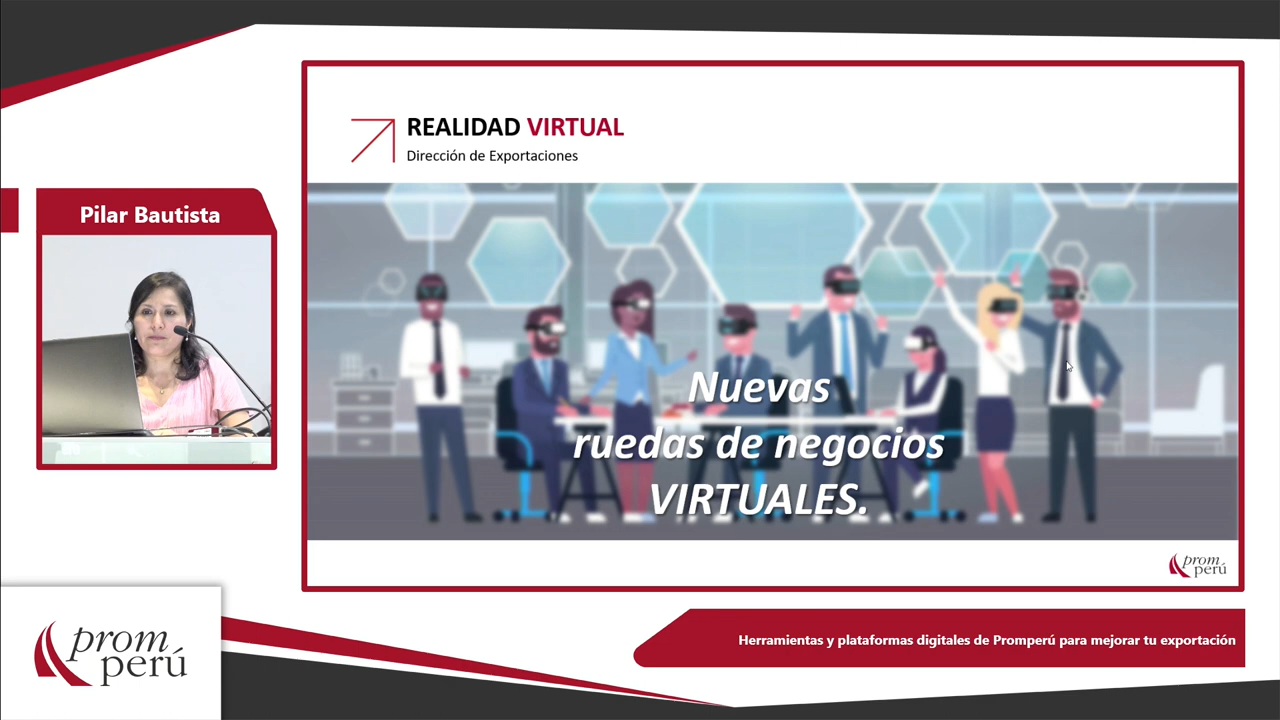 REALIDAD VIRTUAL
Dirección de Exportaciones
Pilar Bautista
Nuevas
ruedas de negocios
VIRTUALES.
prom
perú
Herramientas y plataformas digitales de Promperú para mejorar tu exportación
prom
perú